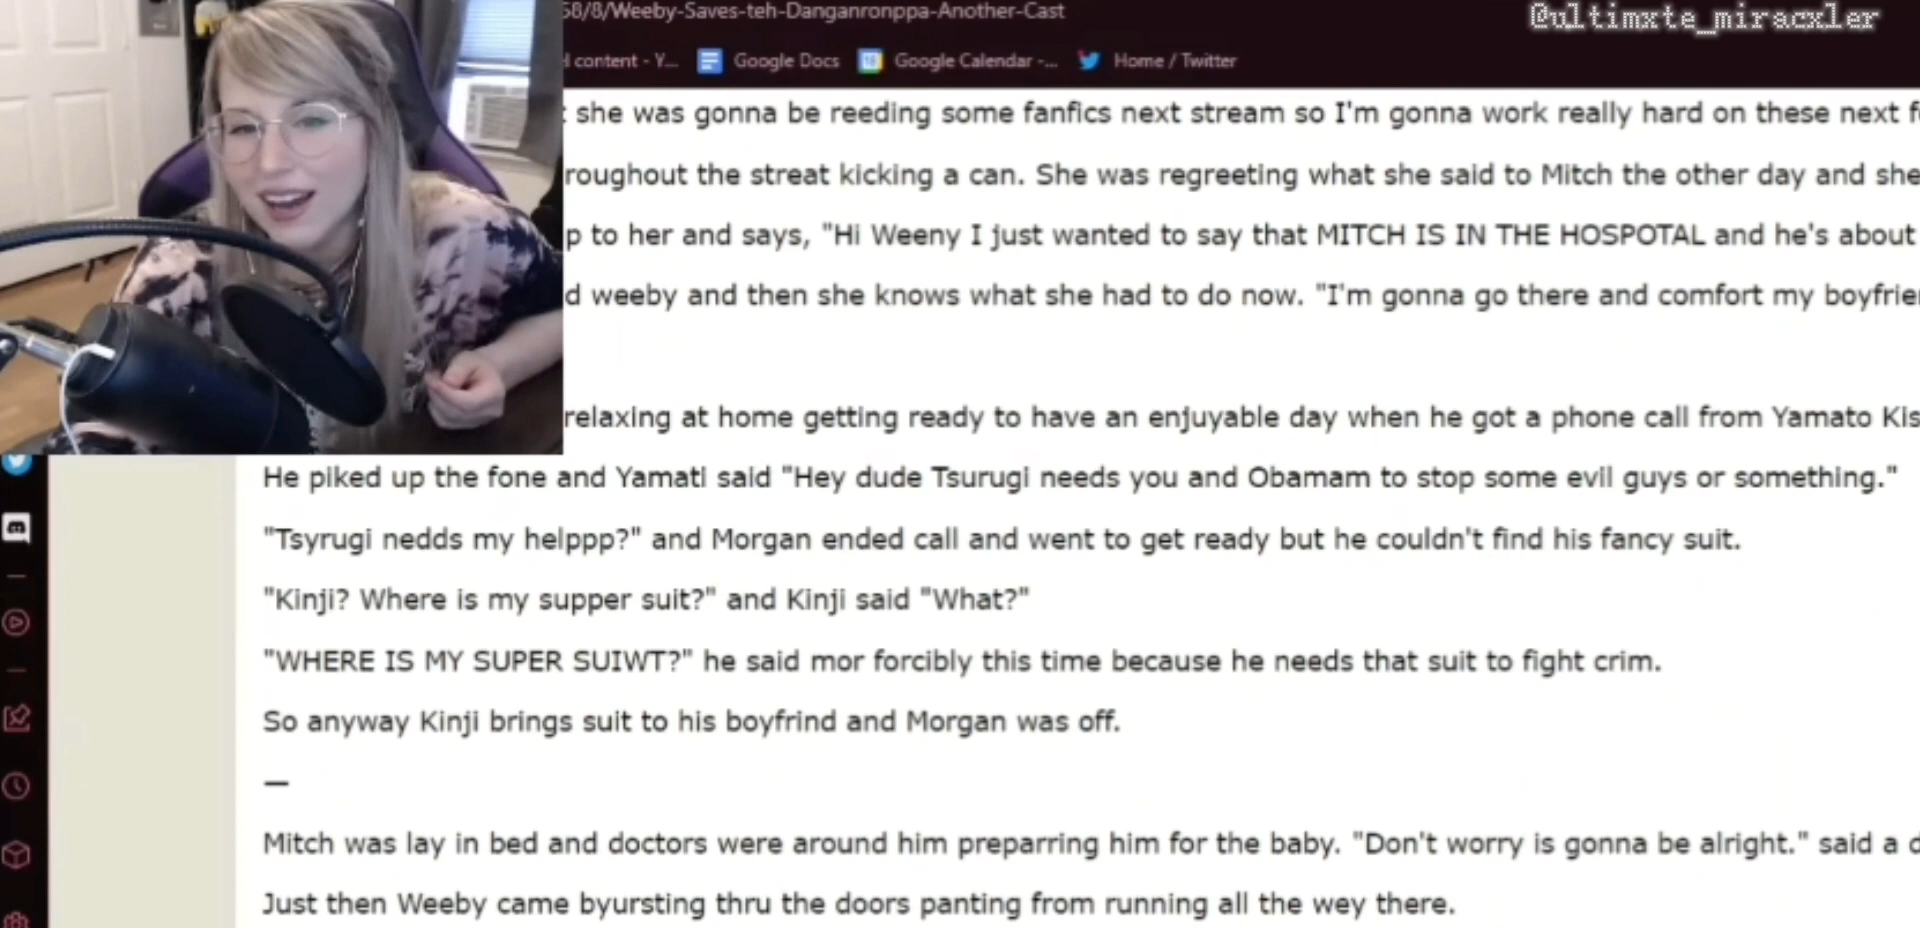 58/8/Weeby-Saves-teh-Danganronppa-Another-Cast
@ultimxte_miracxler
content - Y... Google Docs Google Calendar -... Home / Twitter
she was gonna be reeding some fanfics next stream so I'm gonna work really hard on these next
roughout the streat kicking a can. She was regreeting what she said to Mitch the other day and she
p to her and says, "Hi Weeny I just wanted to say that MITCH IS IN THE HOSPOTAL and he's about
d weeby and then she knows what she had to do now. "I'm gonna go there and comfort my boyfrie
relaxing at home getting ready to have an enjuyable day when he got a phone call from Yamato Kis
He piked up the fone and Yamati said "Hey dude Tsurugi needs you and Obamam to stop some evil guys or something."
"Tsyrugi nedds my helppp?" and Morgan ended call and went to get ready but he couldn't find his fancy suit.
"Kinji? Where is my supper suit?" and Kinji said "What?"
"WHERE IS MY SUPER SUIWT?" he said mor forcibly this time because he needs that suit to fight crim.
So anyway Kinji brings suit to his boyfrind and Morgan was off.
—
Mitch was lay in bed and doctors were around him preparring him for the baby. "Don't worry is gonna be alright." said a d
Just then Weeby came byursting thru the doors panting from running all the wey there.